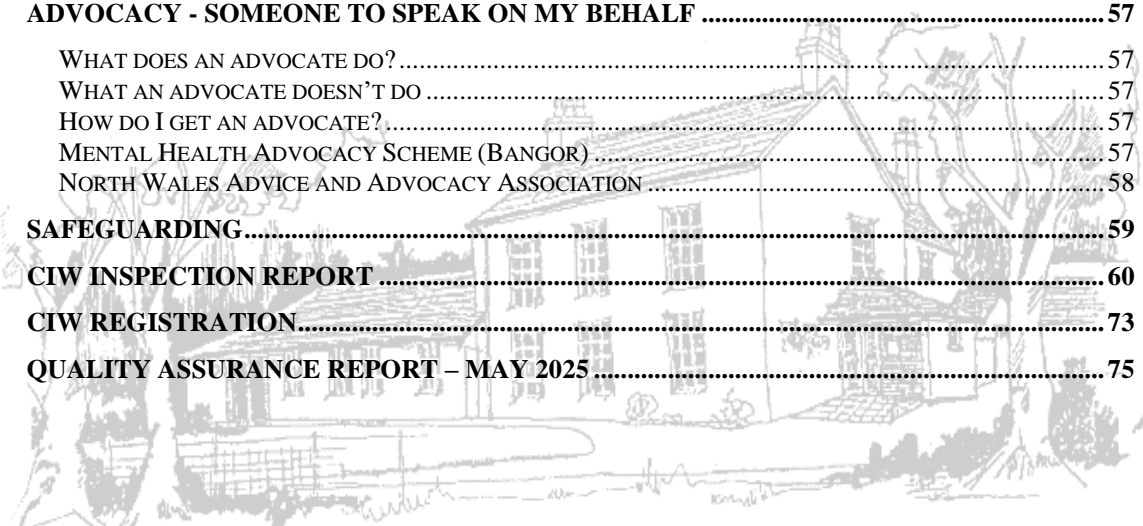 ADVOCACY - SOMEONE TO SPEAK ON MY BEHALF ........................................................................ 57
WHAT DOES AN ADVOCATE DO? ........................................................................ 57
WHAT AN ADVOCATE DOESN'T DO ........................................................................ 57
HOW DO I GET AN ADVOCATE? ........................................................................ 57
MENTAL HEALTH ADVOCACY SCHEME (BANGOR) ........................................................................ 57
NORTH WALES ADVICE AND ADVOCACY ASSOCIATION ........................................................................ 58
SAFEGUARDING ........................................................................ 59
CIW INSPECTION REPORT ........................................................................ 60
CIW REGISTRATION ........................................................................ 73
QUALITY ASSURANCE REPORT – MAY 2025 ........................................................................ 75